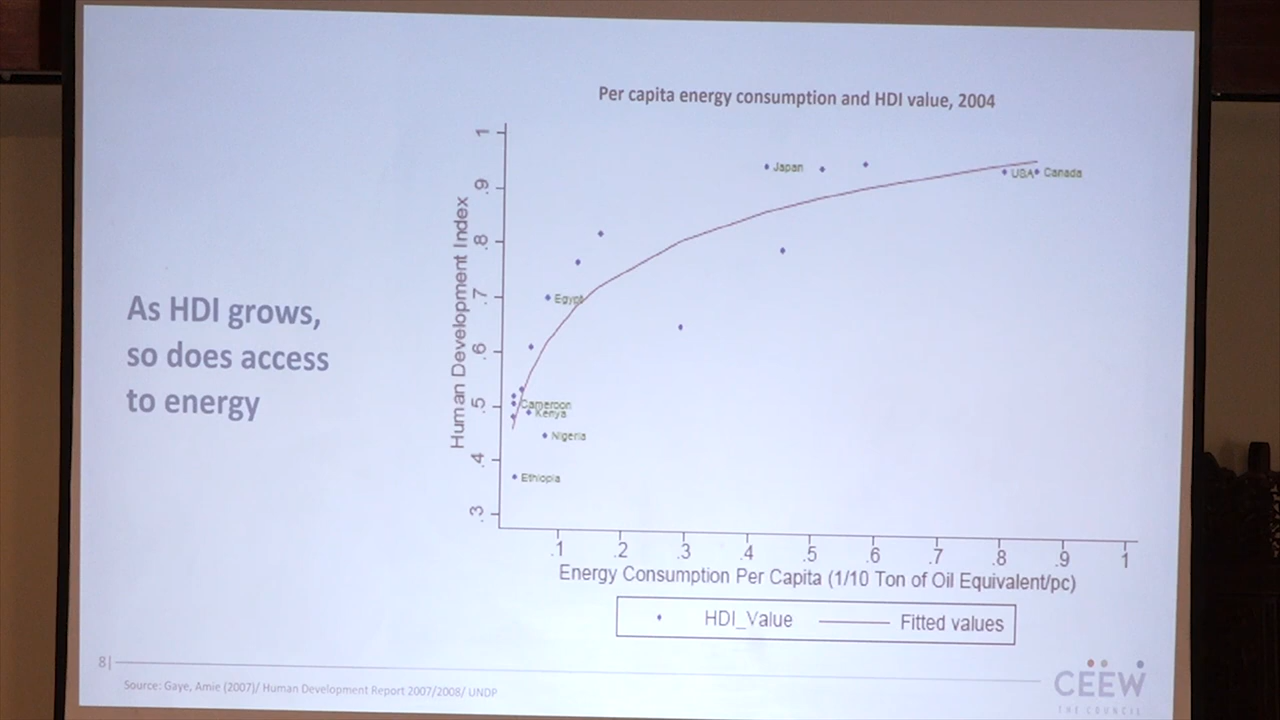 Per capita energy consumption and HDI value, 2004
Human Development Index
1
.9
.8
.7
.6
.5
.4
.3
Japan
USA
Canada
Egypt
Cameroon
Kenya
Nigeria
Ethiopia
As HDI grows,
so does access
to energy
.1 .2 .3 .4 .5 .6 .7 .8 .9 1
Energy Consumption Per Capita (1/10 Ton of Oil Equivalent/pc)
HDI_Value Fitted values
8|
Source: Gaye, Amie (2007)/ Human Development Report 2007/2008/ UNDP
CEEW
THE COUNCIL